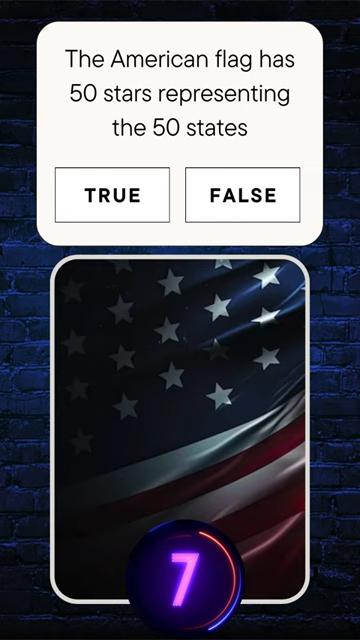 The American flag has
50 stars representing
the 50 states
TRUE FALSE
7